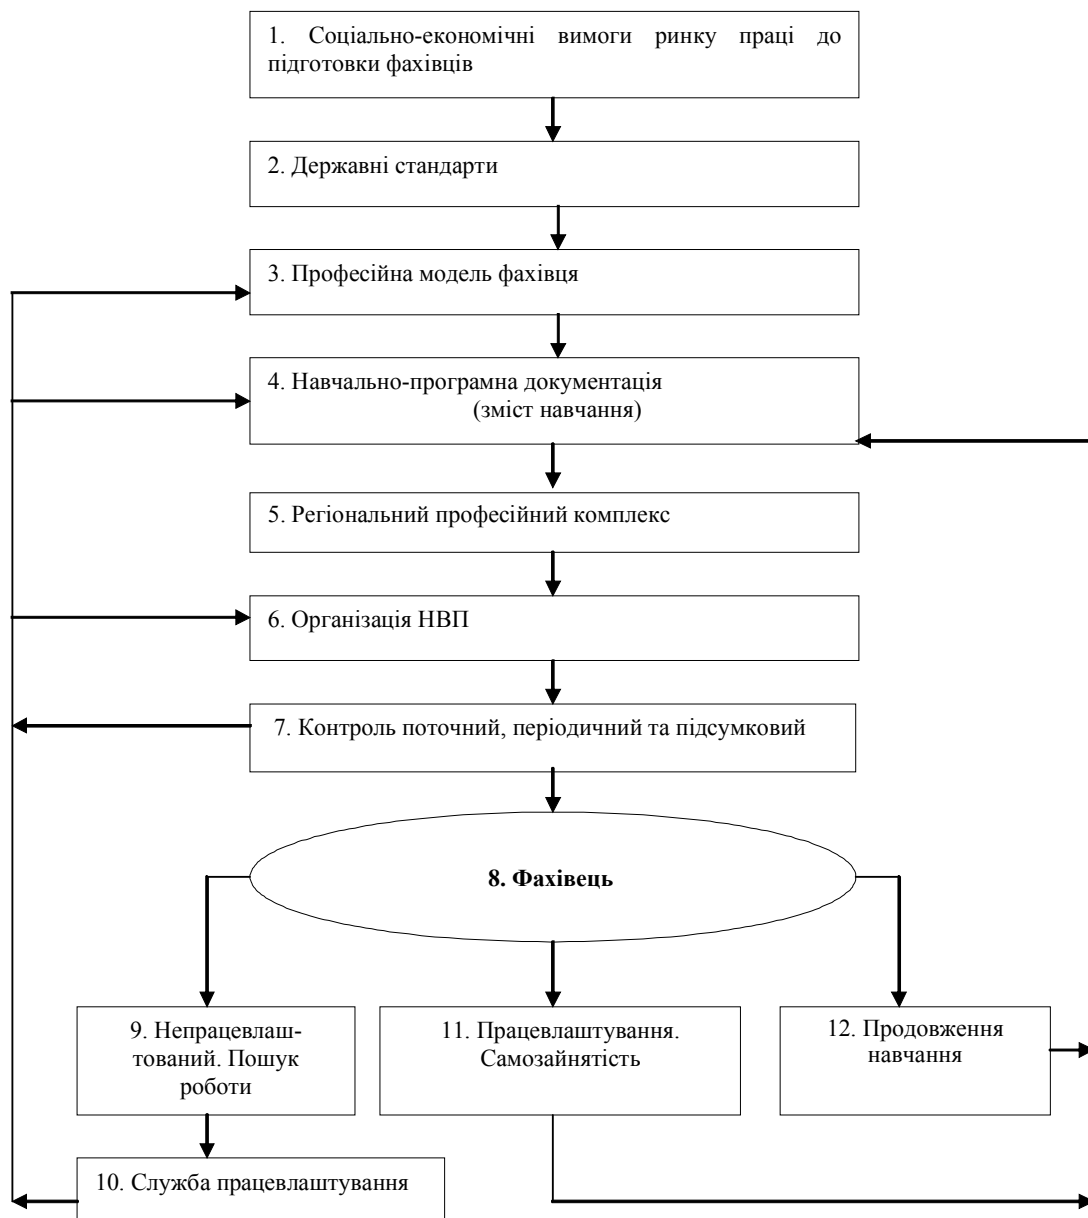 1. Соціально-економічні вимоги ринку праці до
підготовки фахівців
2. Державні стандарти
3. Професійна модель фахівця
4. Навчально-програмна документація
(зміст навчання)
5. Регіональний професійний комплекс
6. Організація НВП
7. Контроль поточний, періодичний та підсумковий
8. Фахівець
9. Непрацевлаш-
тований. Пошук
роботи
11. Працевлаштування.
Самозайнятість
12. Продовження
навчання
10. Служба працевлаштування